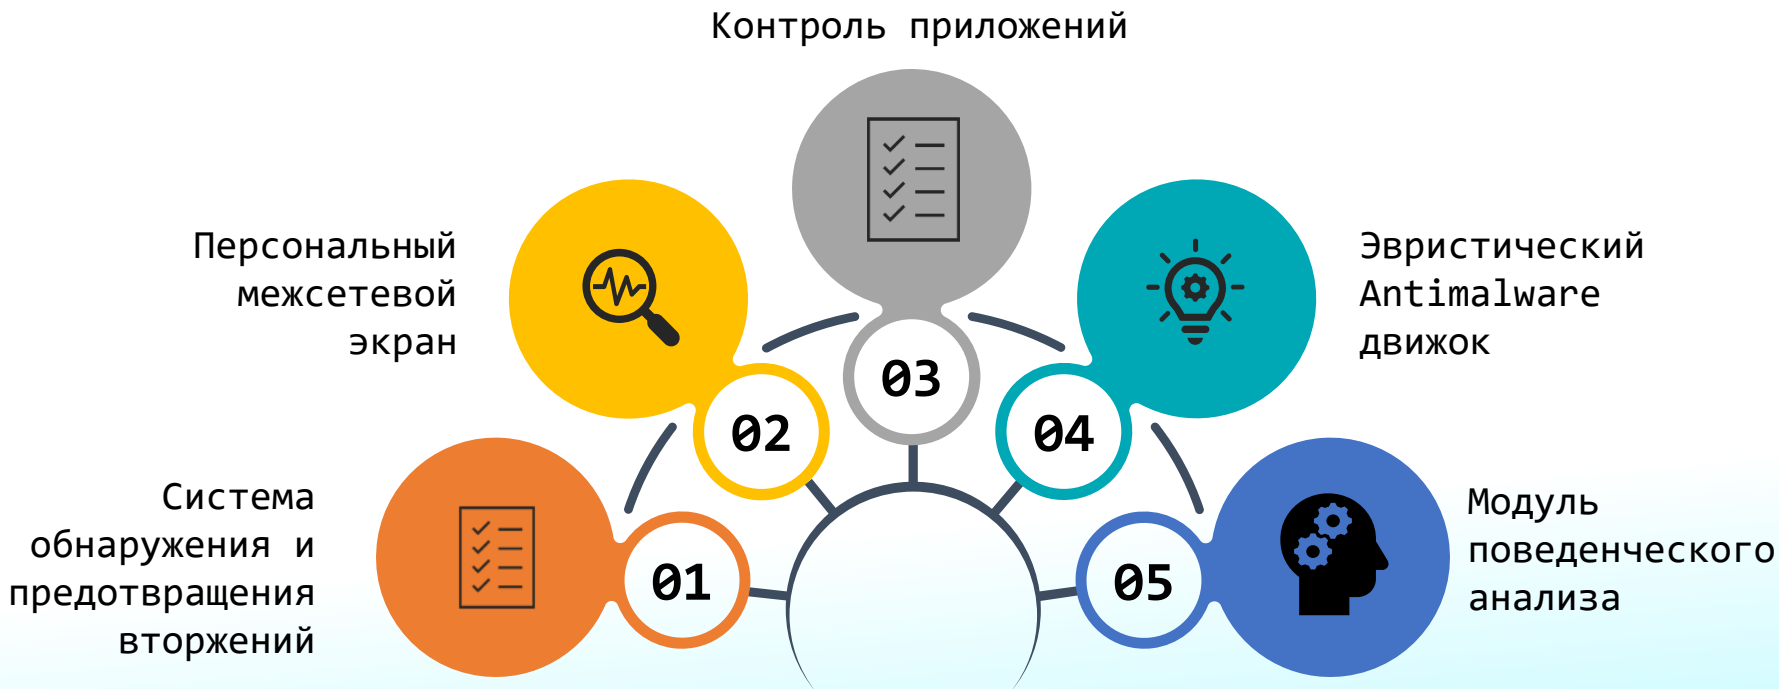 Контроль приложений
Персональный
межсетевой
экран
Эвристический
Antimalware
движок
03
02
04
Система
обнаружения и
предотвращения
вторжений
01
05
Модуль
поведенческого
анализа